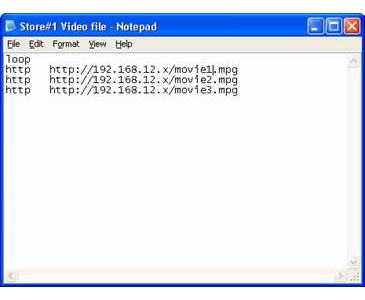 Store#1 Video file - Notepad
File Edit Format View Help
loop
http http://192.168.12.x/movie1.mpg
http http://192.168.12.x/movie2.mpg
http http://192.168.12.x/movie3.mpg